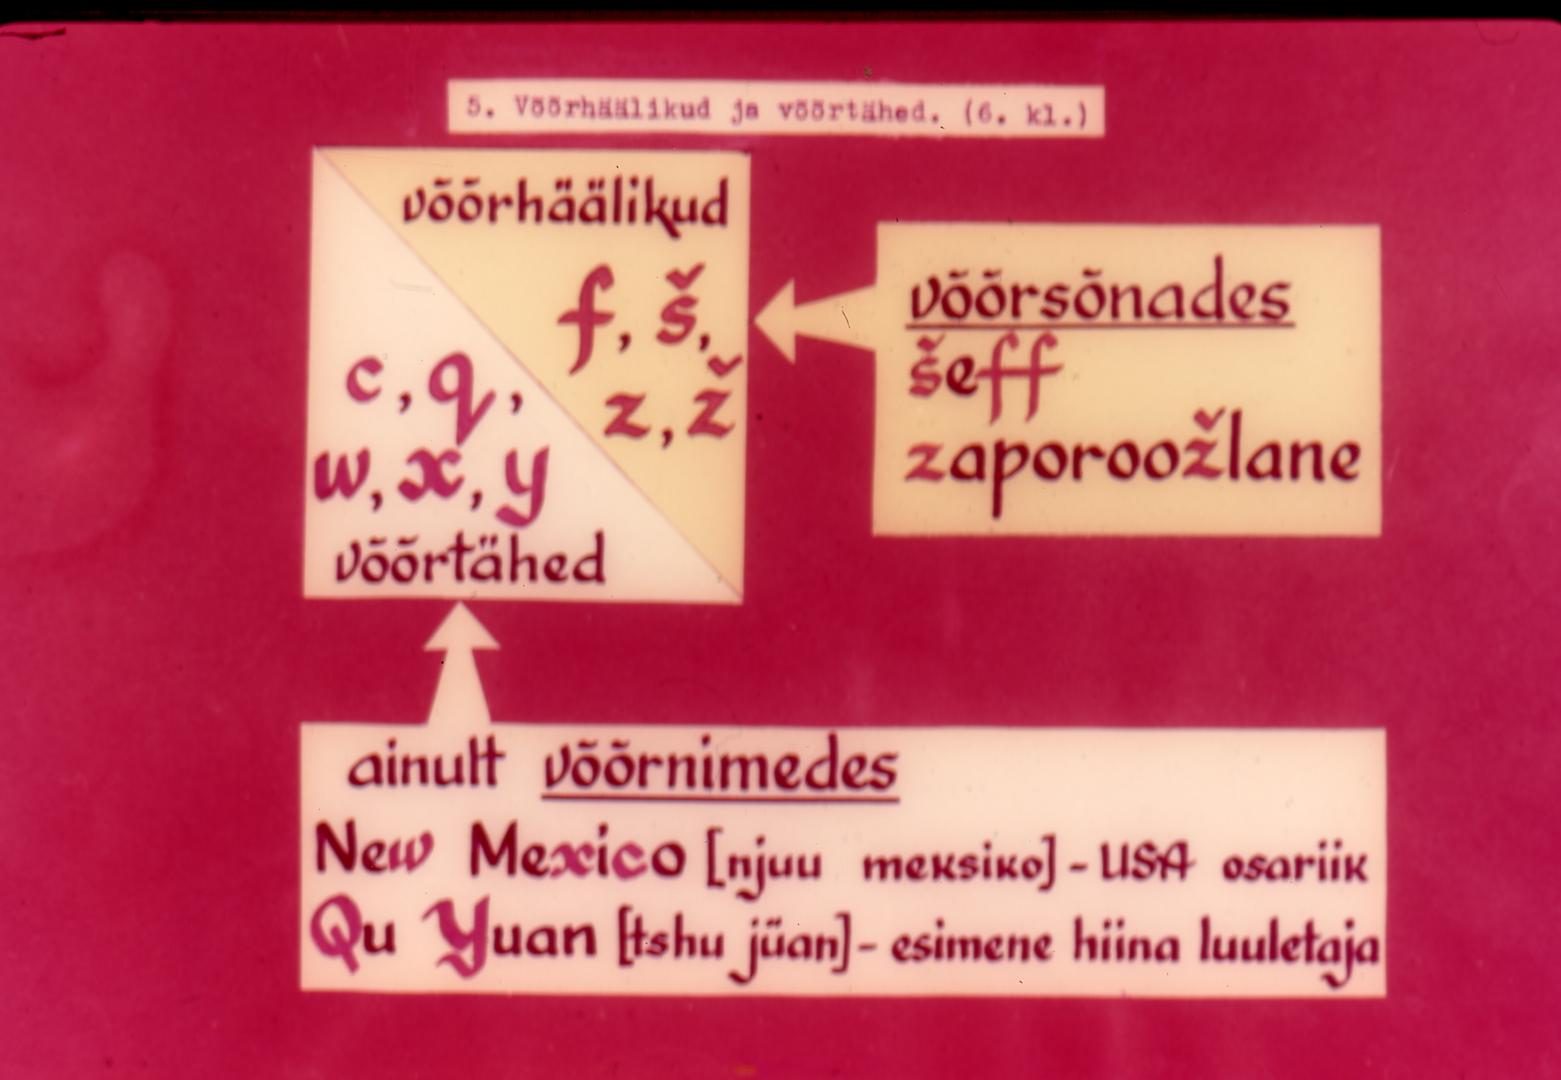 5. Võõrhäälikud ja võõrtähed. (6. kl.)
võõrhäälikud
f, š,
z, ž
c, q,
w, x, y
võõrtähed
võõrsõnades
šeff
zaporoožlane
ainult võõrnimedes
New Mexico [njuu meksiko] - USA osariik
Qu Yuan [tshu jüan] - esimene hiina luuletaja